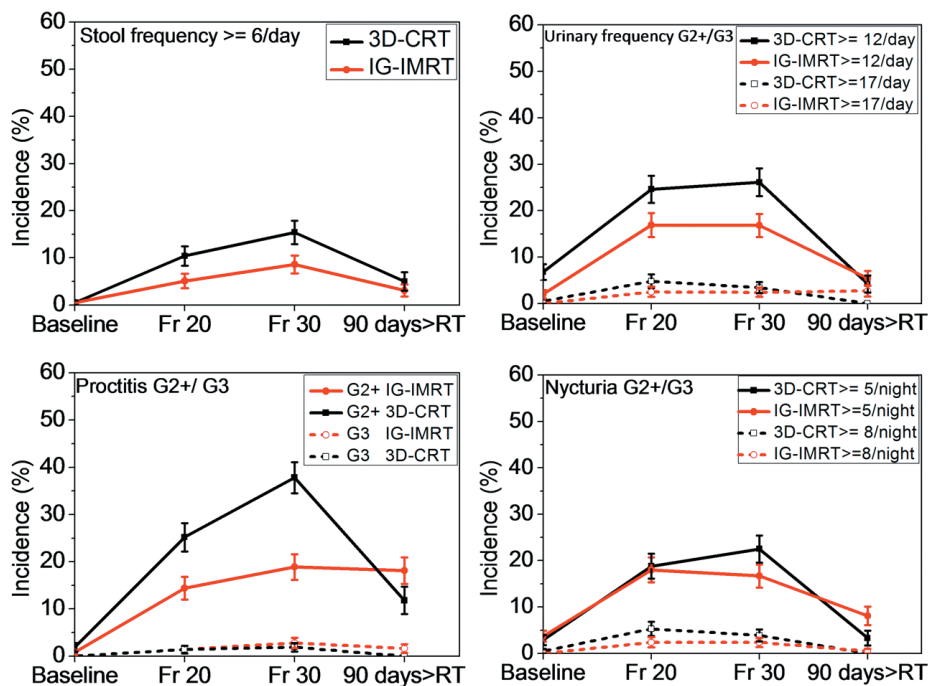 60
Stool frequency >= 6/day
3D-CRT
IG-IMRT
50
40
30
20
10
0
Incidence (%)
Baseline Fr 20 Fr 30 90 days>RT
60
Urinary frequency G2+/G3
3D-CRT>= 12/day
IG-IMRT>=12/day
3D-CRT>=17/day
IG-IMRT>=17/day
50
40
30
20
10
0
Incidence (%)
Baseline Fr 20 Fr 30 90 days>RT
60
Proctitis G2+/ G3
G2+ IG-IMRT
G2+ 3D-CRT
G3 IG-IMRT
G3 3D-CRT
50
40
30
20
10
0
Incidence (%)
Baseline Fr 20 Fr 30 90 days>RT
60
Nycturia G2+/G3
3D-CRT>= 5/night
IG-IMRT>=5/night
3D-CRT>= 8/night
IG-IMRT>=8/night
50
40
30
20
10
0
Incidence (%)
Baseline Fr 20 Fr 30 90 days>RT